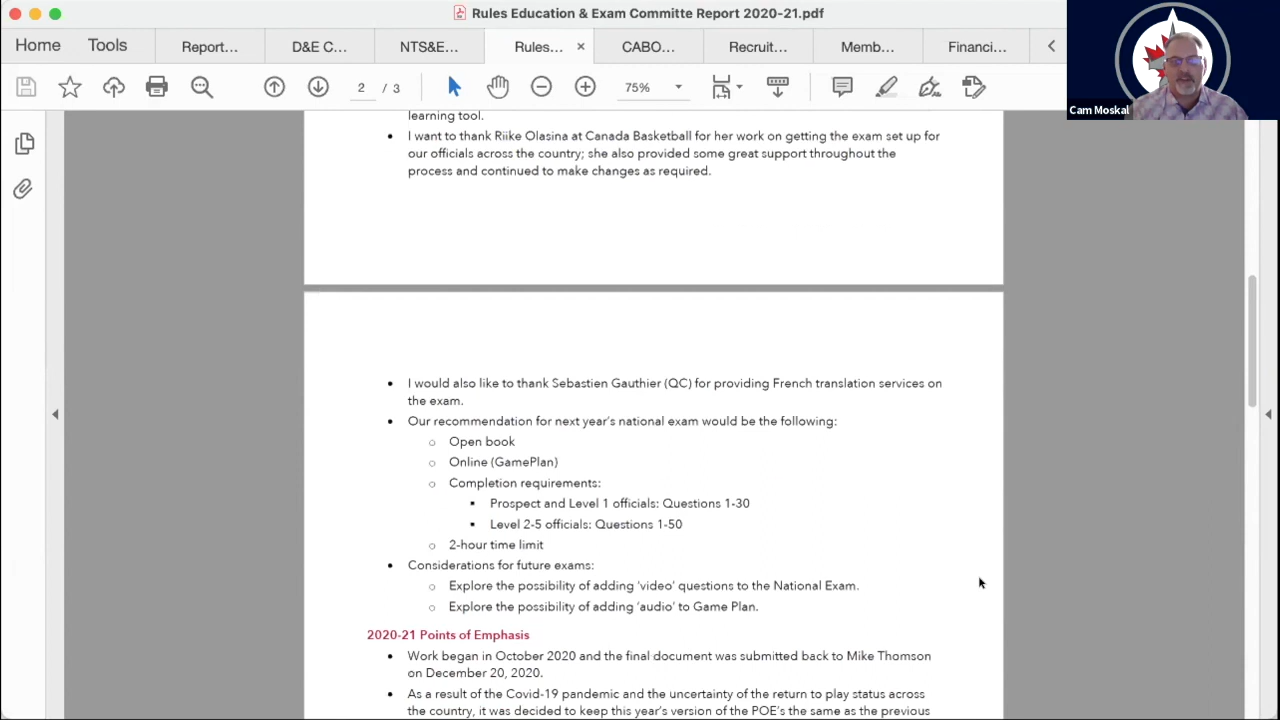 Rules Education & Exam Committe Report 2020-21.pdf
Home
Tools
Report...
D&E C...
NTS&E...
Rules...
CABO...
Recruit...
Memb...
Financi...
2 / 3
75%
Cam Moskal
learning tool.
• I want to thank Riike Olasina at Canada Basketball for her work on getting the exam set up for
our officials across the country; she also provided some great support throughout the
process and continued to make changes as required.
• I would also like to thank Sebastien Gauthier (QC) for providing French translation services on
the exam.
• Our recommendation for next year's national exam would be the following:
○ Open book
○ Online (GamePlan)
○ Completion requirements:
▪ Prospect and Level 1 officials: Questions 1-30
▪ Level 2-5 officials: Questions 1-50
○ 2-hour time limit
• Considerations for future exams:
○ Explore the possibility of adding 'video' questions to the National Exam.
○ Explore the possibility of adding 'audio' to Game Plan.
2020-21 Points of Emphasis
• Work began in October 2020 and the final document was submitted back to Mike Thomson
on December 20, 2020.
• As a result of the Covid-19 pandemic and the uncertainty of the return to play status across
the country, it was decided to keep this year's version of the POE's the same as the previous